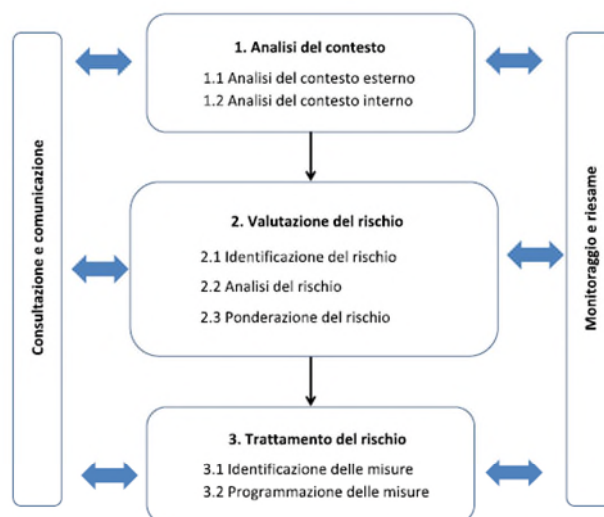 1. Analisi del contesto
1.1 Analisi del contesto esterno
1.2 Analisi del contesto interno
Consultazione e comunicazione
2. Valutazione del rischio
2.1 Identificazione del rischio
2.2 Analisi del rischio
2.3 Ponderazione del rischio
Monitoraggio e riesame
3. Trattamento del rischio
3.1 Identificazione delle misure
3.2 Programmazione delle misure